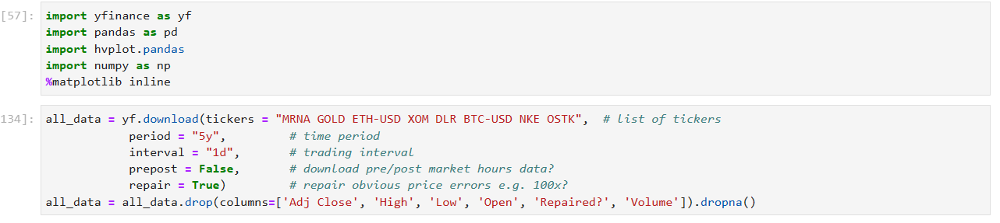 [57]: import yfinance as yf
import pandas as pd
import hvplot.pandas
import numpy as np
%matplotlib inline
134]: all_data = yf.download(tickers = "MRNA GOLD ETH-USD XOM DLR BTC-USD NKE OSTK",  # list of tickers
            period = "5y",         # time period
            interval = "1d",       # trading interval
            prepost = False,       # download pre/post market hours data?
            repair = True)         # repair obvious price errors e.g. 100x?
all_data = all_data.drop(columns=['Adj Close', 'High', 'Low', 'Open', 'Repaired?', 'Volume']).dropna()